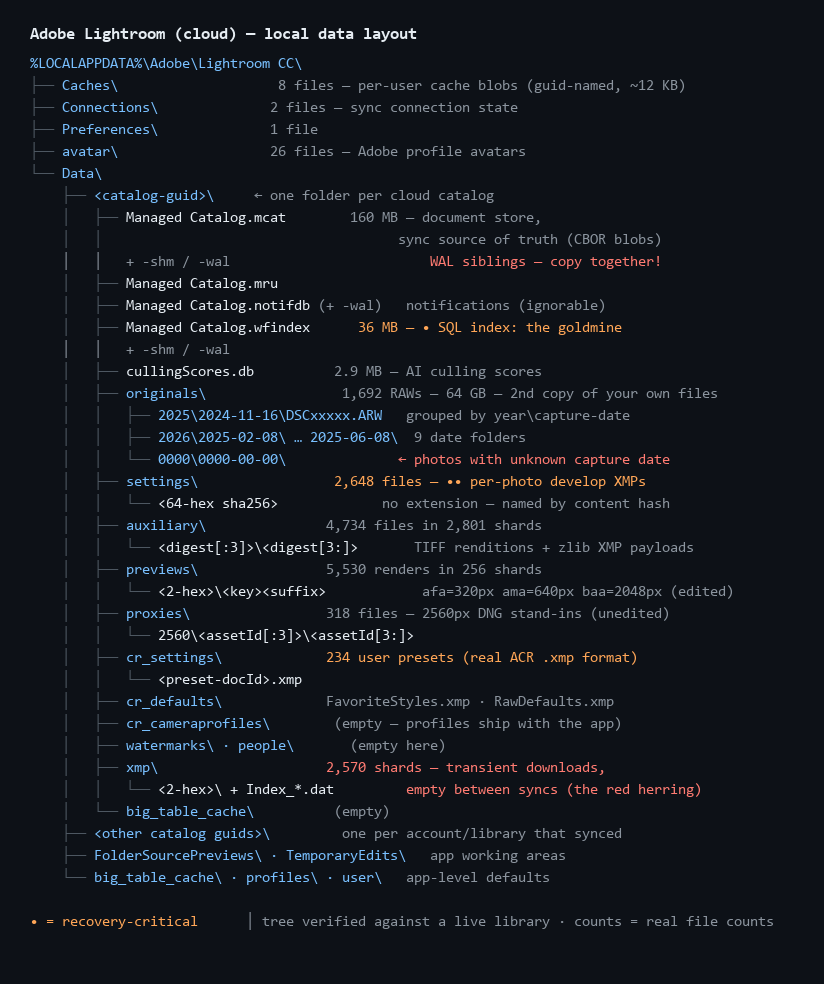 Adobe Lightroom (cloud) — local data layout
%LOCALAPPDATA%\Adobe\Lightroom CC\
├── Caches\                    8 files — per-user cache blobs (guid-named, ~12 KB)
├── Connections\              2 files — sync connection state
├── Preferences\              1 file
├── avatar\                   26 files — Adobe profile avatars
└── Data\
    ├── <catalog-guid>\     ← one folder per cloud catalog
    │   ├── Managed Catalog.mcat        160 MB — document store,
    │   │                                     sync source of truth (CBOR blobs)
    │   │   + -shm / -wal                         WAL siblings — copy together!
    │   ├── Managed Catalog.mru
    │   ├── Managed Catalog.notifdb (+ -wal)   notifications (ignorable)
    │   ├── Managed Catalog.wfindex      36 MB — • SQL index: the goldmine
    │   │   + -shm / -wal
    │   ├── cullingScores.db          2.9 MB — AI culling scores
    │   ├── originals\                 1,692 RAWs — 64 GB — 2nd copy of your own files
    │   │   ├── 2025\2024-11-16\DSCxxxxx.ARW   grouped by year\capture-date
    │   │   ├── 2026\2025-02-08\ … 2025-06-08\  9 date folders
    │   │   └── 0000\0000-00-00\              ← photos with unknown capture date
    │   ├── settings\                 2,648 files — •• per-photo develop XMPs
    │   │   └── <64-hex sha256>             no extension — named by content hash
    │   ├── auxiliary\               4,734 files in 2,801 shards
    │   │   └── <digest[:3]>\<digest[3:]>       TIFF renditions + zlib XMP payloads
    │   ├── previews\                5,530 renders in 256 shards
    │   │   └── <2-hex>\<key><suffix>            afa=320px ama=640px baa=2048px (edited)
    │   ├── proxies\                 318 files — 2560px DNG stand-ins (unedited)
    │   │   └── 2560\<assetId[:3]>\<assetId[3:]>
    │   ├── cr_settings\             234 user presets (real ACR .xmp format)
    │   │   └── <preset-docId>.xmp
    │   ├── cr_defaults\             FavoriteStyles.xmp · RawDefaults.xmp
    │   ├── cr_cameraprofiles\        (empty — profiles ship with the app)
    │   ├── watermarks\ · people\       (empty here)
    │   ├── xmp\                     2,570 shards — transient downloads,
    │   │   └── <2-hex>\ + Index_*.dat         empty between syncs (the red herring)
    │   └── big_table_cache\          (empty)
    ├── <other catalog guids>\         one per account/library that synced
    ├── FolderSourcePreviews\ · TemporaryEdits\   app working areas
    └── big_table_cache\ · profiles\ · user\   app-level defaults
• = recovery-critical      │ tree verified against a live library · counts = real file counts